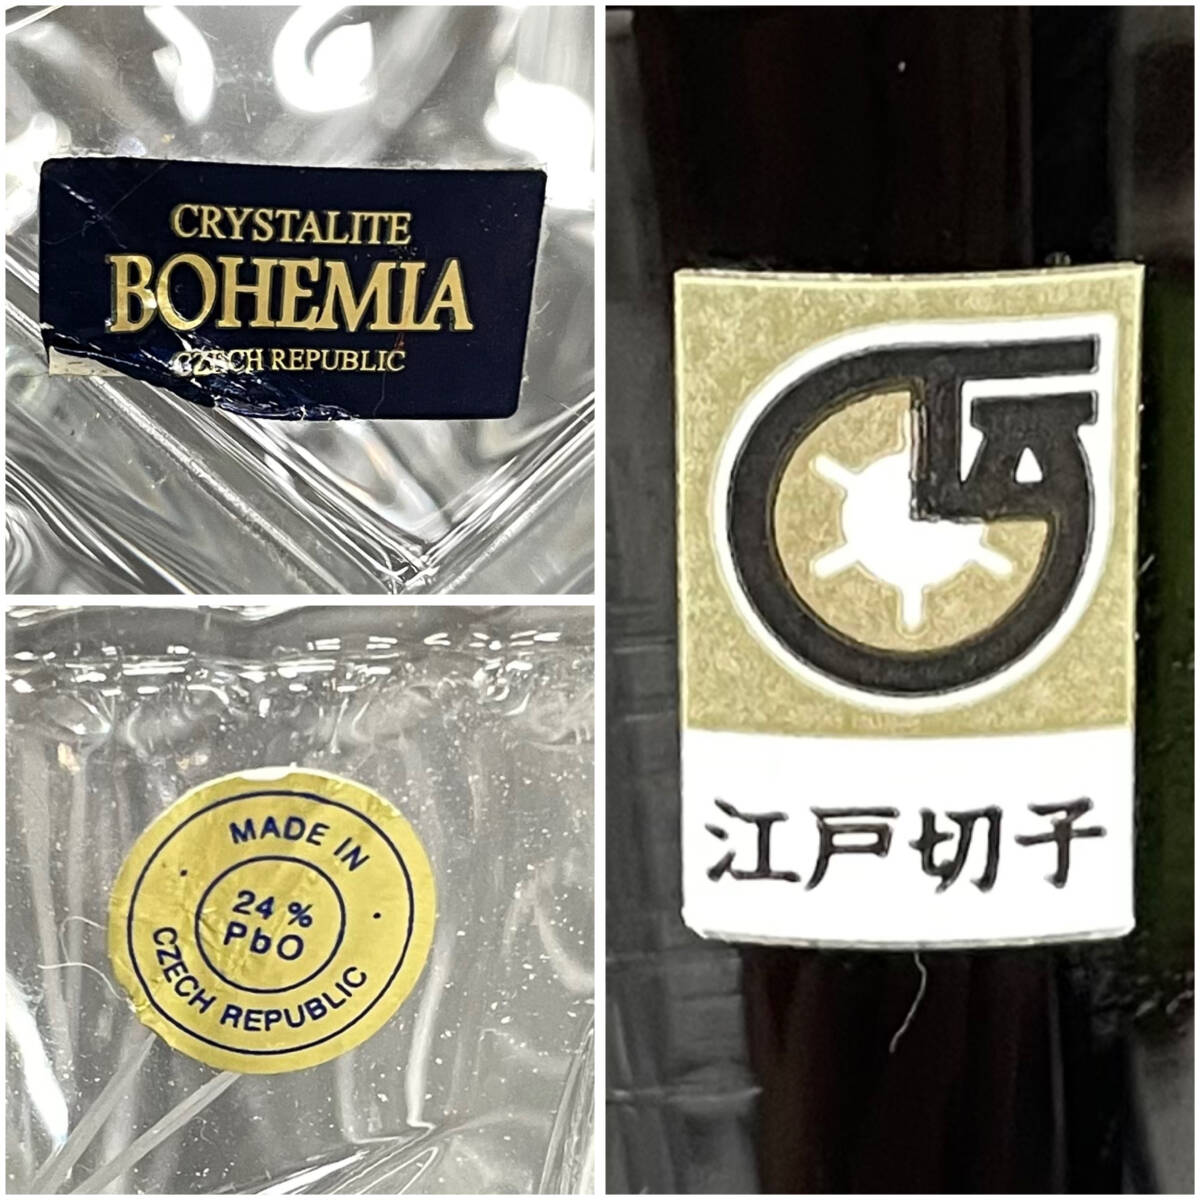 CRYSTALITE
BOHEMIA
CZECH REPUBLIC
MADE IN
24 %
PbO
CZECH REPUBLIC
江戸切子